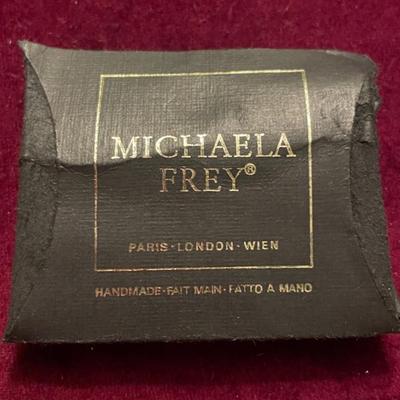 MICHAELA
FREY®
PARIS·LONDON·WIEN
HANDMADE·FAIT MAIN·FATTO A MANO